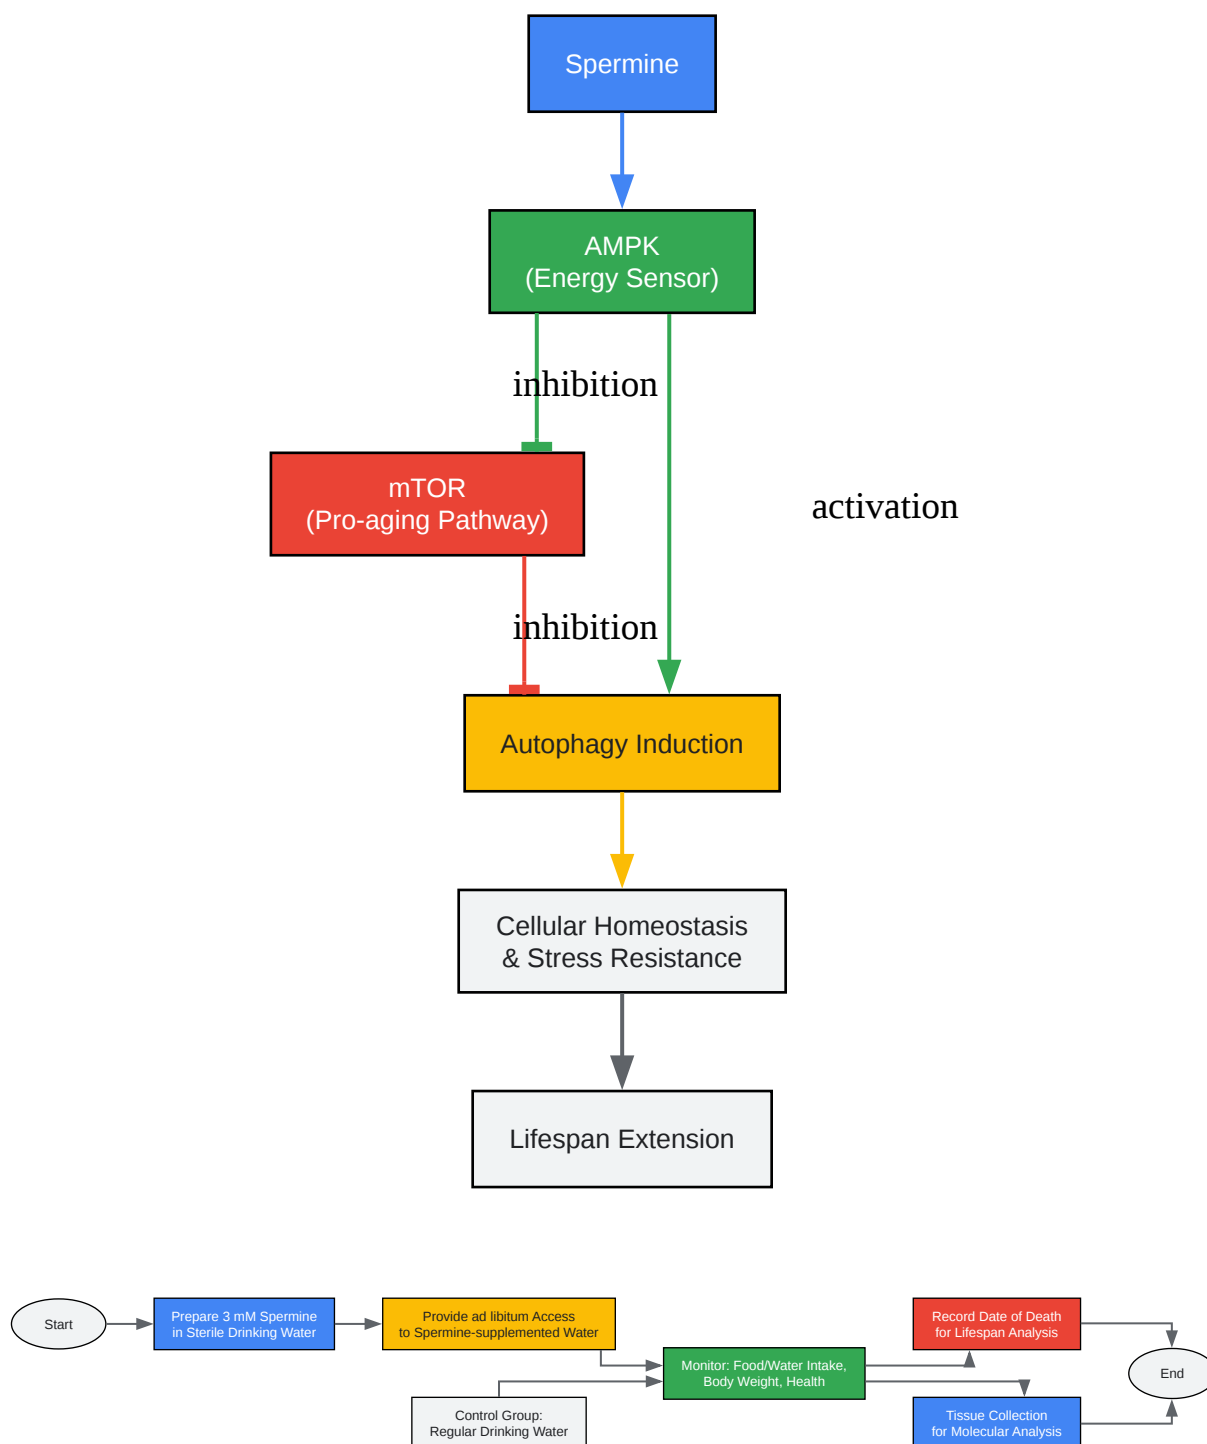 Spermine
AMPK
(Energy Sensor)
inhibition
mTOR
(Pro-aging Pathway)
activation
inhibition
Autophagy Induction
Cellular Homeostasis
& Stress Resistance
Lifespan Extension
Start
Prepare 3 mM Spermine
in Sterile Drinking Water
Provide ad libitum Access
to Spermine-supplemented Water
Control Group:
Regular Drinking Water
Monitor: Food/Water Intake,
Body Weight, Health
Record Date of Death
for Lifespan Analysis
Tissue Collection
for Molecular Analysis
End